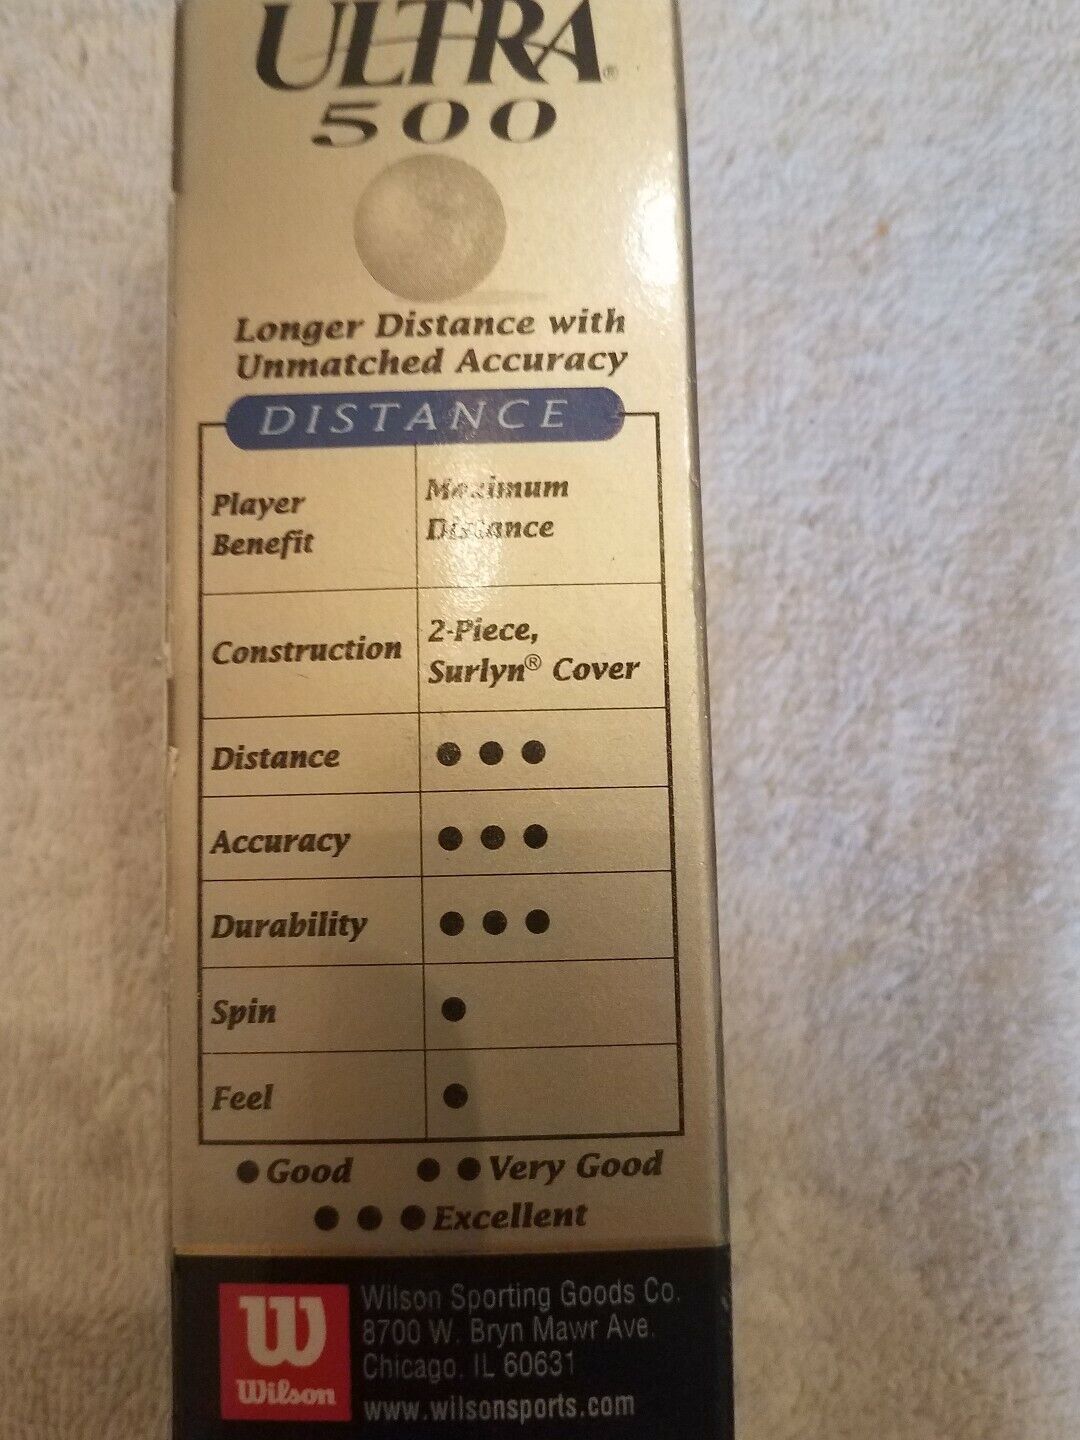 ULTRA®
500
Longer Distance with
Unmatched Accuracy
DISTANCE
Player
Benefit
Maximum
Distance
Construction
2-Piece,
Surlyn® Cover
Distance ● ● ●
Accuracy ● ● ●
Durability ● ● ●
Spin ●
Feel ●
● Good ● ● Very Good
● ● ● Excellent
W
Wilson
Wilson Sporting Goods Co.
8700 W. Bryn Mawr Ave.
Chicago, IL 60631
www.wilsonsports.com